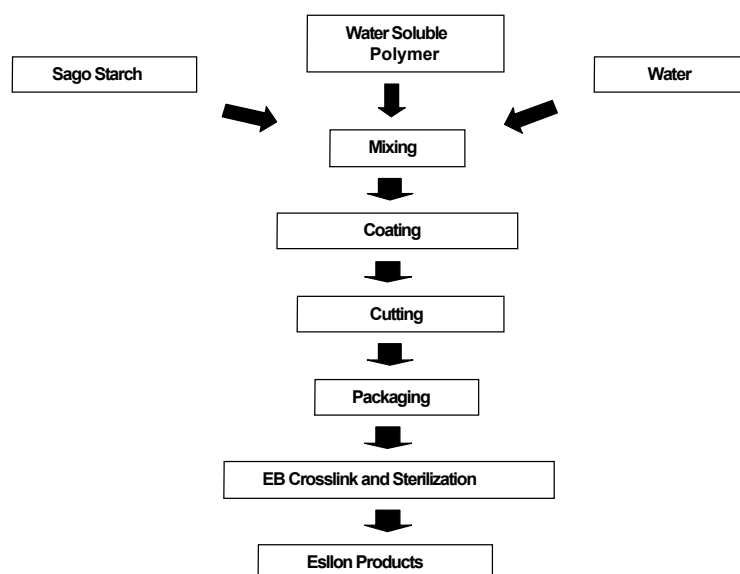 Water Soluble
Polymer
Sago Starch
Water
Mixing
Coating
Cutting
Packaging
EB Crosslink and Sterilization
Esllon Products